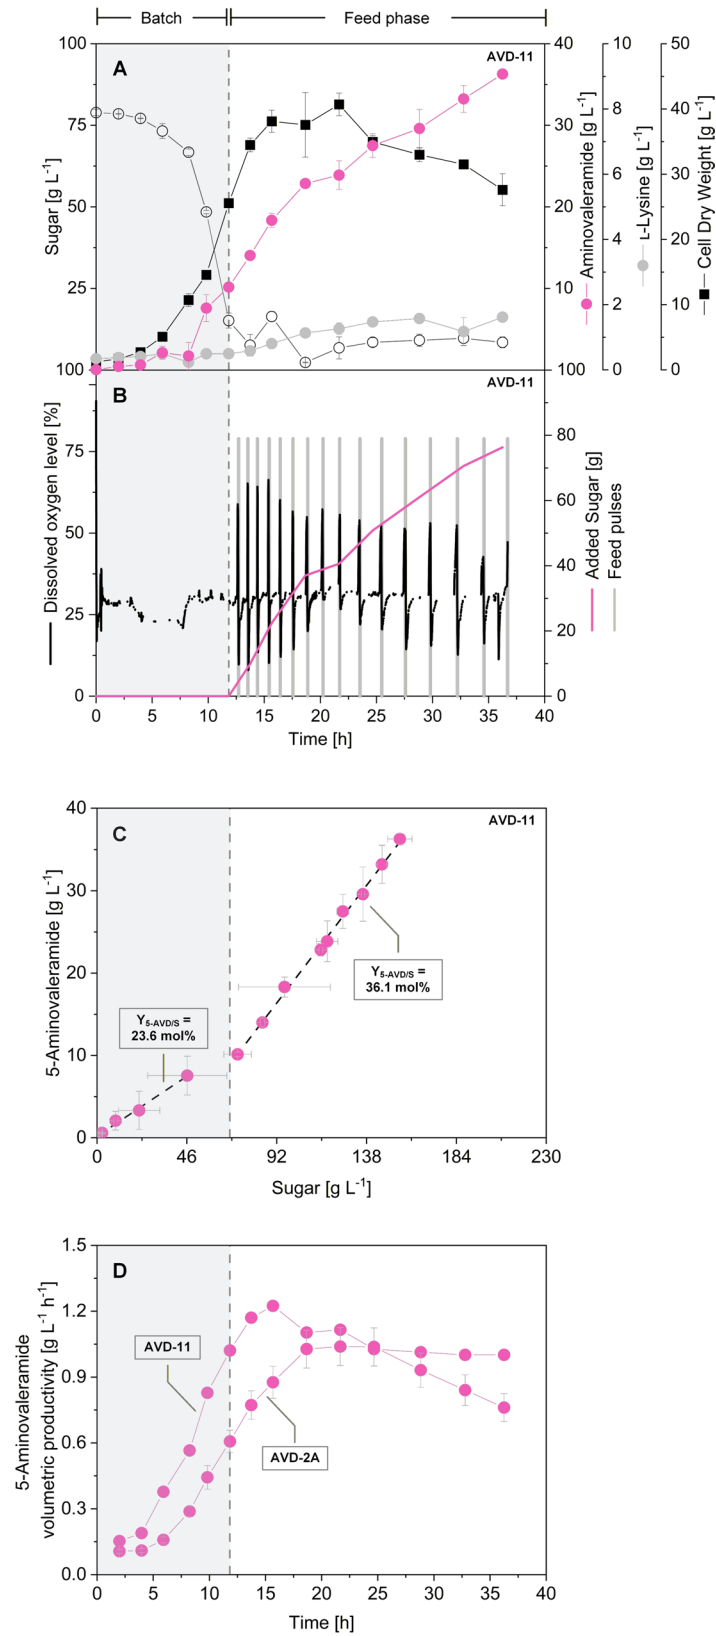 Batch Feed phase
A AVD-11
100 75 50 25
Sugar [g L-1]
40 30 20 10 100
Aminovaleramide [g L-1]
10 8 6 4 2 0
L-Lysine [g L-1]
50 40 30 20 10 0
Cell Dry Weight [g L-1]
B AVD-11
100 75 50 25 0
Dissolved oxygen level [%]
80 60 40 20 0
Added Sugar [g]
Feed pulses
0 5 10 15 20 25 30 35 40
Time [h]
C AVD-11
40 30 20 10 0
5-Aminovaleramide [g L-1]
Y5-AVD/S =
36.1 mol%
Y5-AVD/S =
23.6 mol%
0 46 92 138 184 230
Sugar [g L-1]
D
1.5 1.2 0.9 0.6 0.3 0.0
5-Aminovaleramide
volumetric productivity [g L-1 h-1]
AVD-11
AVD-2A
0 5 10 15 20 25 30 35 40
Time [h]